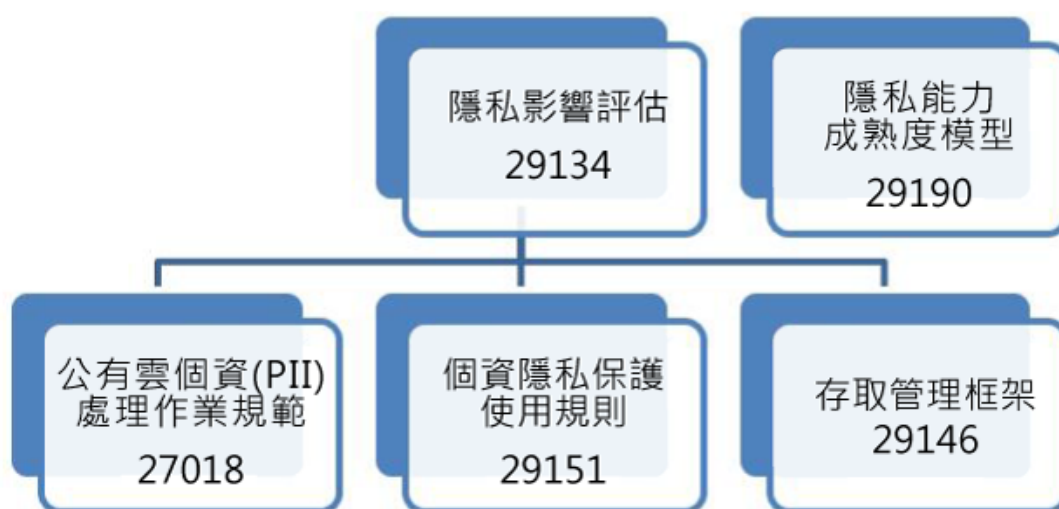 隱私影響評估
29134
隱私能力
成熟度模型
29190
公有雲個資(PII)
處理作業規範
27018
個資隱私保護
使用規則
29151
存取管理框架
29146